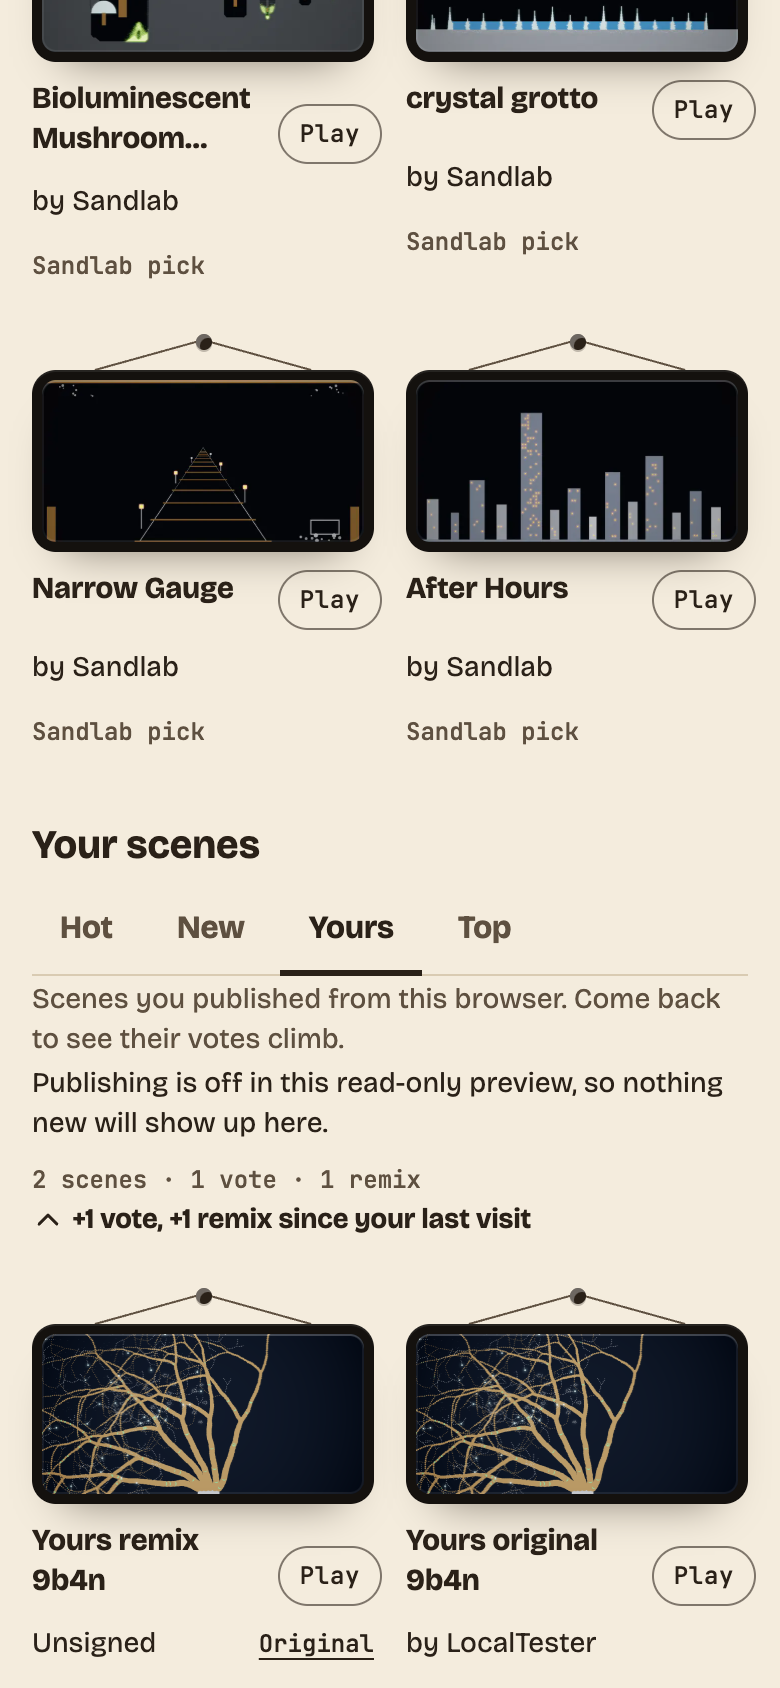 Bioluminescent
Mushroom...
Play
by Sandlab
Sandlab pick
crystal grotto
Play
by Sandlab
Sandlab pick
Narrow Gauge
Play
by Sandlab
Sandlab pick
After Hours
Play
by Sandlab
Sandlab pick
Your scenes
Hot New Yours Top
Scenes you published from this browser. Come back
to see their votes climb.
Publishing is off in this read-only preview, so nothing
new will show up here.
2 scenes · 1 vote · 1 remix
+1 vote, +1 remix since your last visit
Yours remix
9b4n
Play
Unsigned Original
Yours original
9b4n
Play
by LocalTester